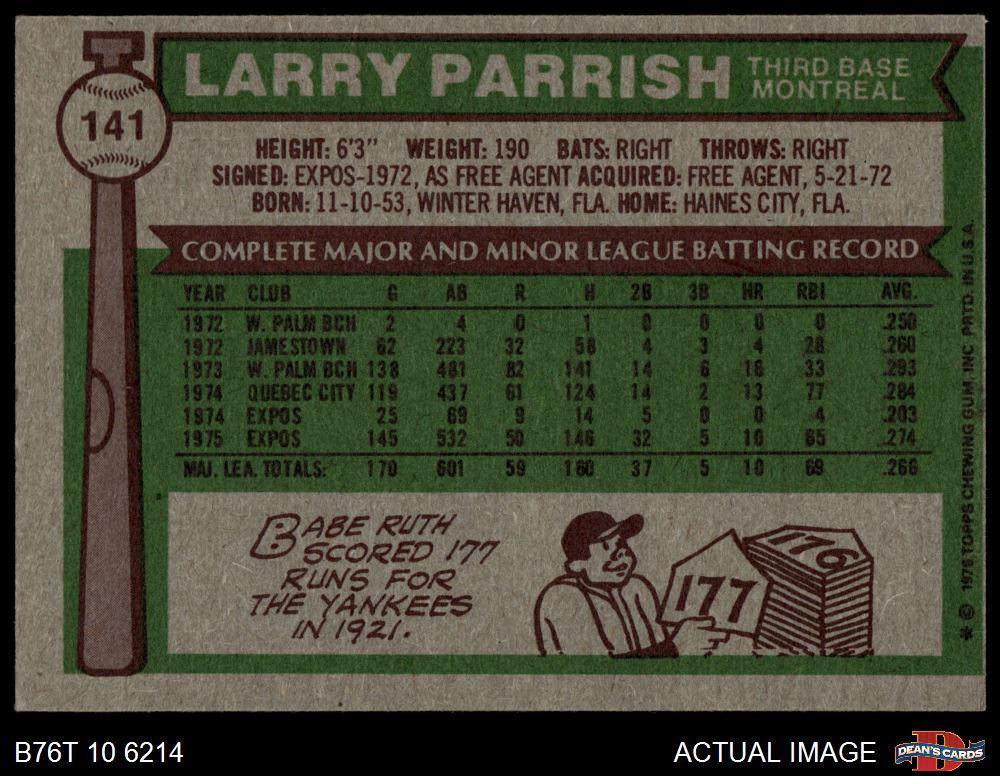 141
LARRY PARRISH THIRD BASE
MONTREAL
HEIGHT: 6'3" WEIGHT: 190 BATS: RIGHT THROWS: RIGHT
SIGNED: EXPOS-1972, AS FREE AGENT ACQUIRED: FREE AGENT, 5-21-72
BORN: 11-10-53, WINTER HAVEN, FLA. HOME: HAINES CITY, FLA.
COMPLETE MAJOR AND MINOR LEAGUE BATTING RECORD
YEAR CLUB G AB R H 2B 3B HR RBI AVG.
1972 W. PALM BCH 2 4 0 1 0 0 0 0 .250
1972 JAMESTOWN 62 223 32 58 4 3 4 28 .260
1973 W. PALM BCH 138 481 82 141 14 6 16 33 .293
1974 QUEBEC CITY 119 437 61 124 14 2 13 77 .284
1974 EXPOS 25 69 9 14 5 0 0 4 .203
1975 EXPOS 145 532 50 146 32 5 10 65 .274
MAJ. LEA. TOTALS: 170 601 59 160 37 5 10 69 .266
BABE RUTH
SCORED 177
RUNS FOR
THE YANKEES
IN 1921.
177
176
* © 1976 TOPPS CHEWING GUM, INC. PRTD. IN U.S.A.
B76T 10 6214
ACTUAL IMAGE
D
DEAN'S CARDS